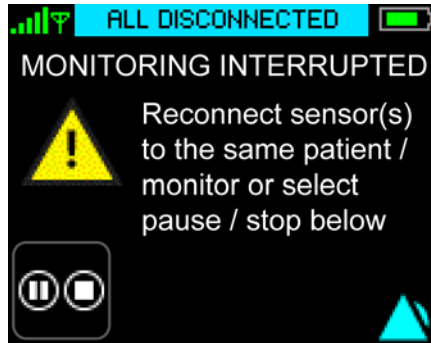 ALL DISCONNECTED
MONITORING INTERRUPTED
Reconnect sensor(s)
to the same patient /
monitor or select
pause / stop below